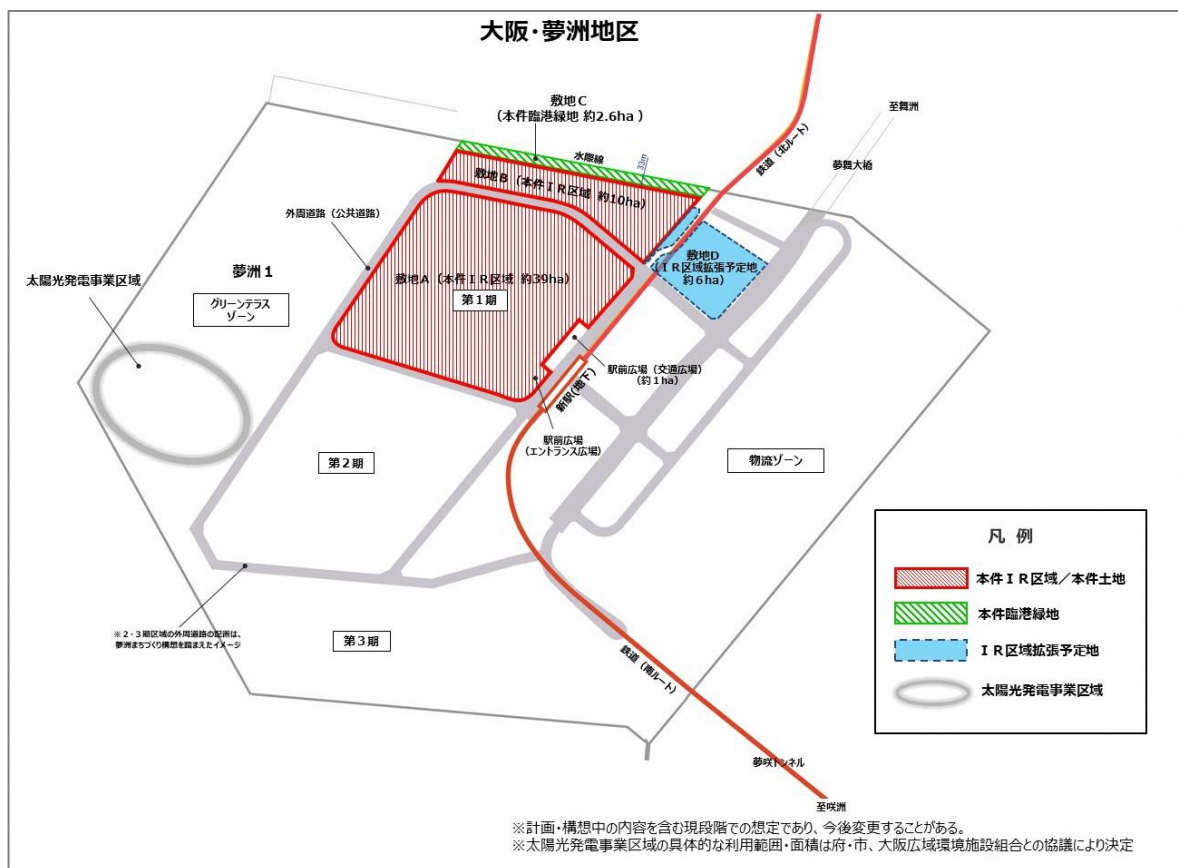 大阪・夢洲地区
敷地C
(本件臨港緑地 約2.6ha )
至舞洲
夢舞大橋
鉄道(北ルート)
水際線
33m
敷地B(本件IR区域 約10ha)
外周道路(公共道路)
敷地D
(IR区域拡張予定地
約6ha)
太陽光発電事業区域
夢洲1
グリーンテラス
ゾーン
敷地A(本件IR区域 約39ha)
第1期
駅前広場(交通広場)
(約1ha)
新駅(地下)
駅前広場
(エントランス広場)
第2期
物流ゾーン
※2・3期区域の外周道路の配置は、
夢洲まちづくり構想を踏まえたイメージ
第3期
鉄道(南ルート)
夢咲トンネル
至咲洲
凡 例
本件IR区域/本件土地
本件臨港緑地
IR区域拡張予定地
太陽光発電事業区域
※計画・構想中の内容を含む現段階での想定であり、今後変更することがある。
※太陽光発電事業区域の具体的な利用範囲・面積は府・市、大阪広域環境施設組合との協議により決定